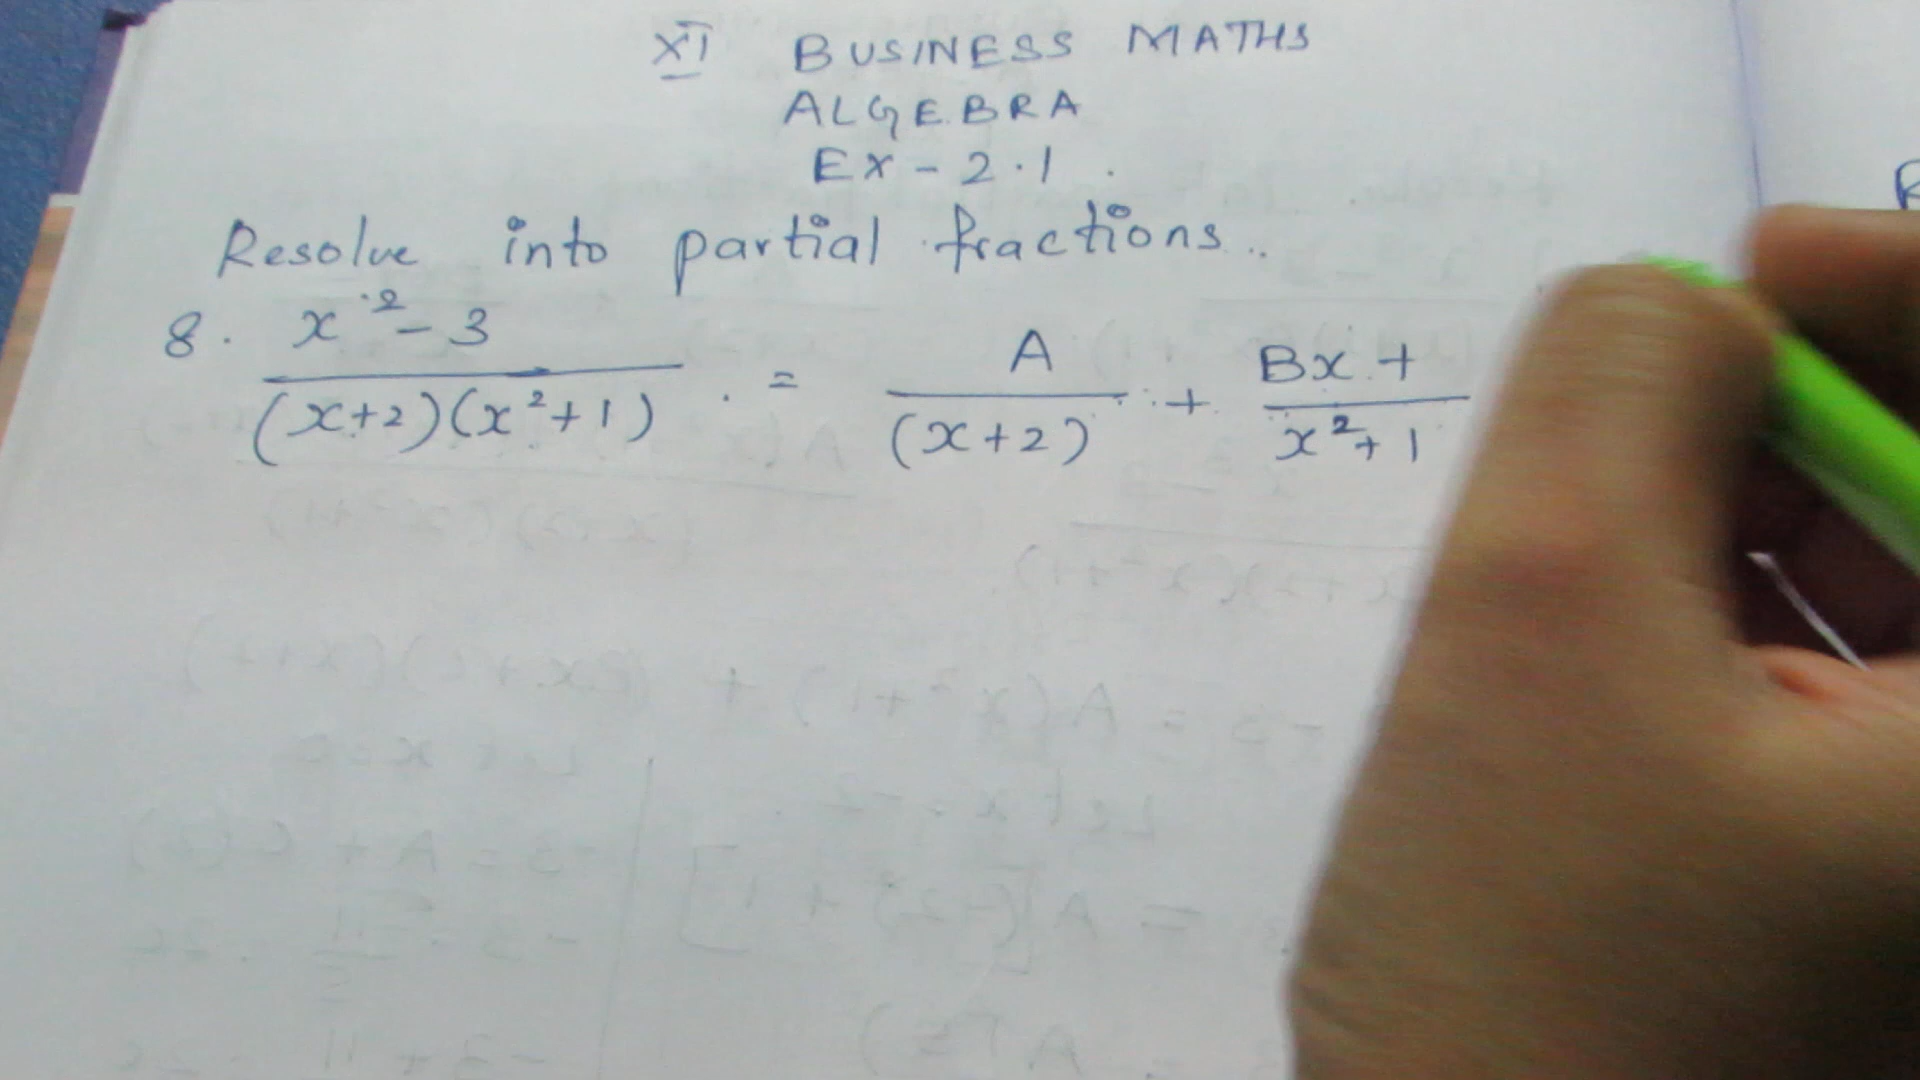 XI BUSINESS MATHS
ALGEBRA
EX - 2.1
Resolve into partial fractions..
8. x² - 3 / (x+2)(x²+1) = A / (x+2) + Bx + / x²+1